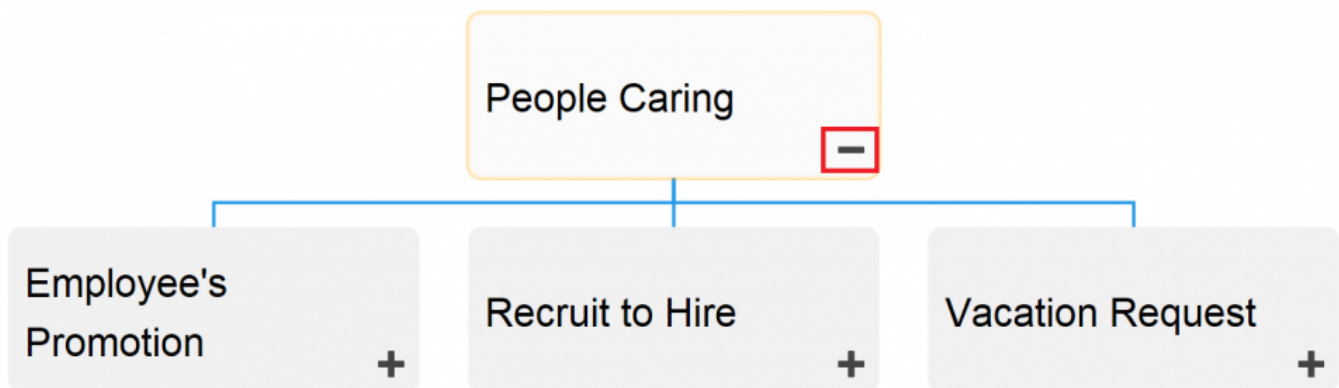 People Caring
Employee's
Promotion
Recruit to Hire
Vacation Request